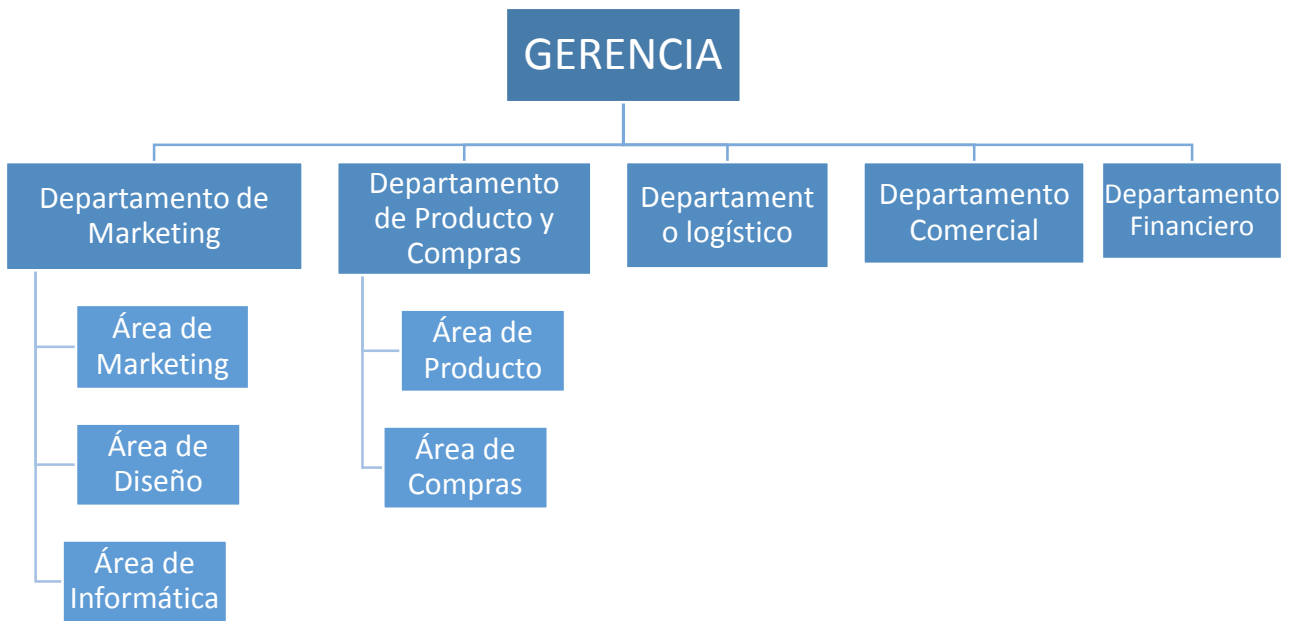 GERENCIA
Departamento de
Marketing
Departamento
de Producto y
Compras
Departament
o logístico
Departamento
Comercial
Departamento
Financiero
Área de
Marketing
Área de
Diseño
Área de
Informática
Área de
Producto
Área de
Compras